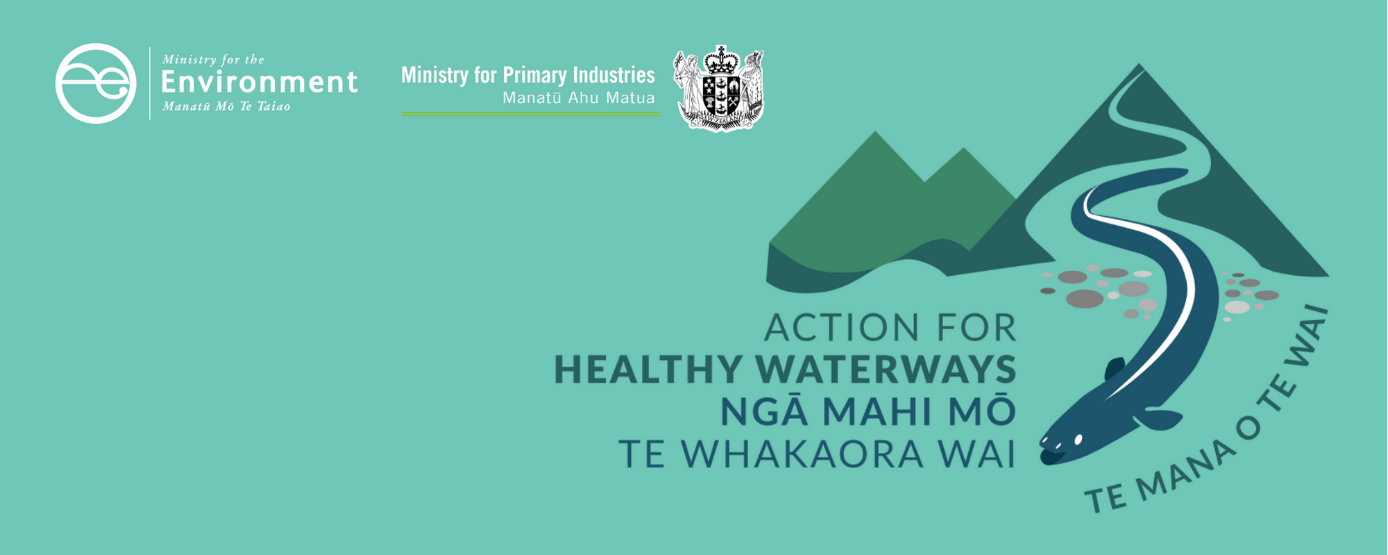 Ministry for the
Environment
Manatū Mō Te Taiao
Ministry for Primary Industries
Manatū Ahu Matua
ACTION FOR
HEALTHY WATERWAYS
NGĀ MAHI MŌ
TE WHAKAORA WAI
TE MANA O TE WAI